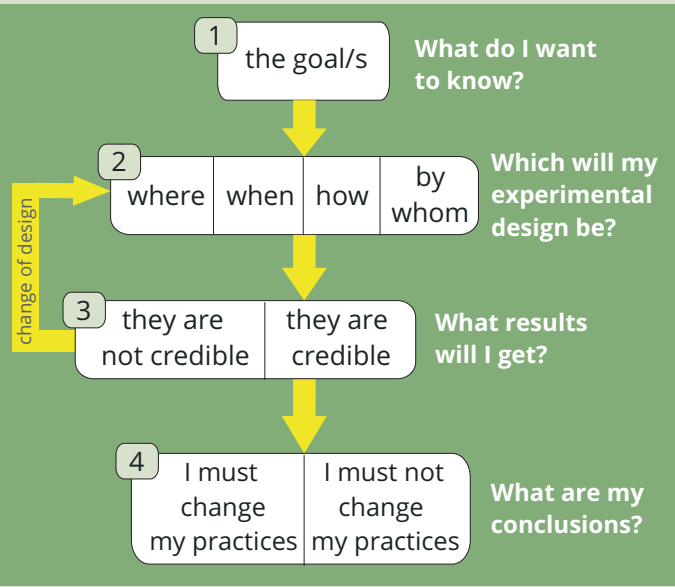 1
the goal/s
What do I want
to know?
2
where
when
how
by
whom
Which will my
experimental
design be?
change of design
3
they are
not credible
they are
credible
What results
will I get?
4
I must
change
my practices
I must not
change
my practices
What are my
conclusions?